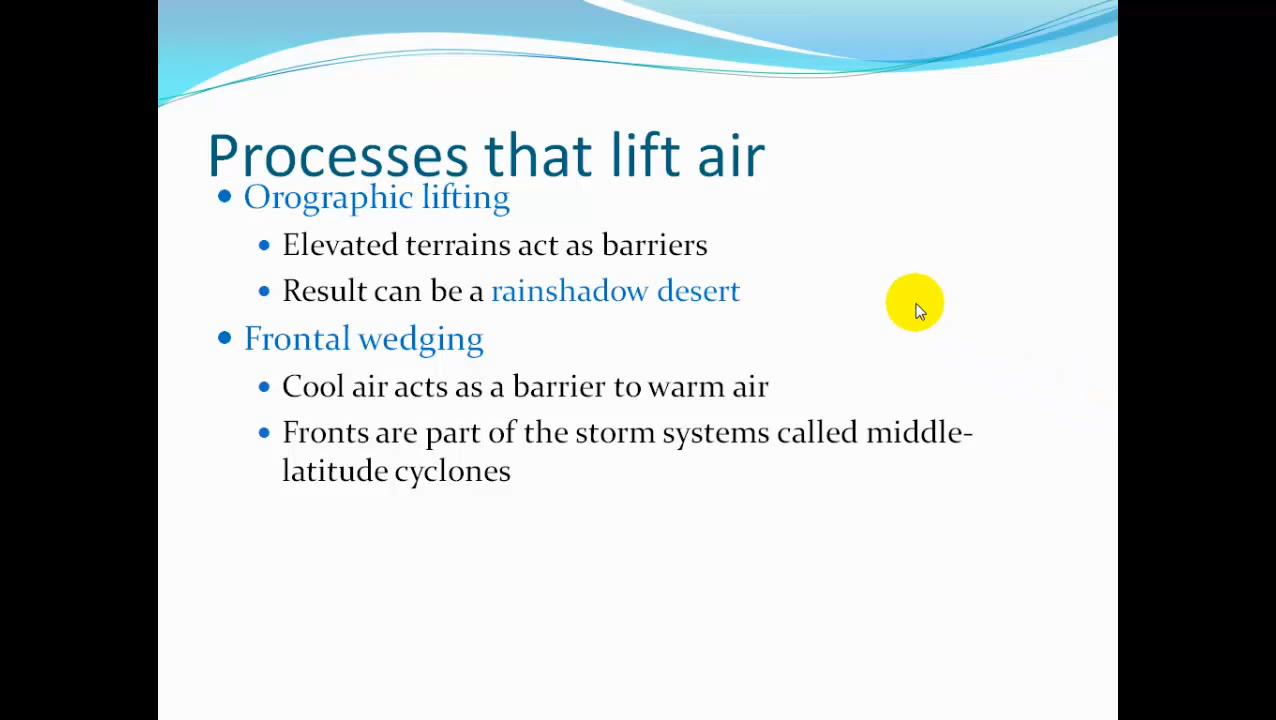 Processes that lift air
• Orographic lifting
• Elevated terrains act as barriers
• Result can be a rainshadow desert
• Frontal wedging
• Cool air acts as a barrier to warm air
• Fronts are part of the storm systems called middle-
latitude cyclones